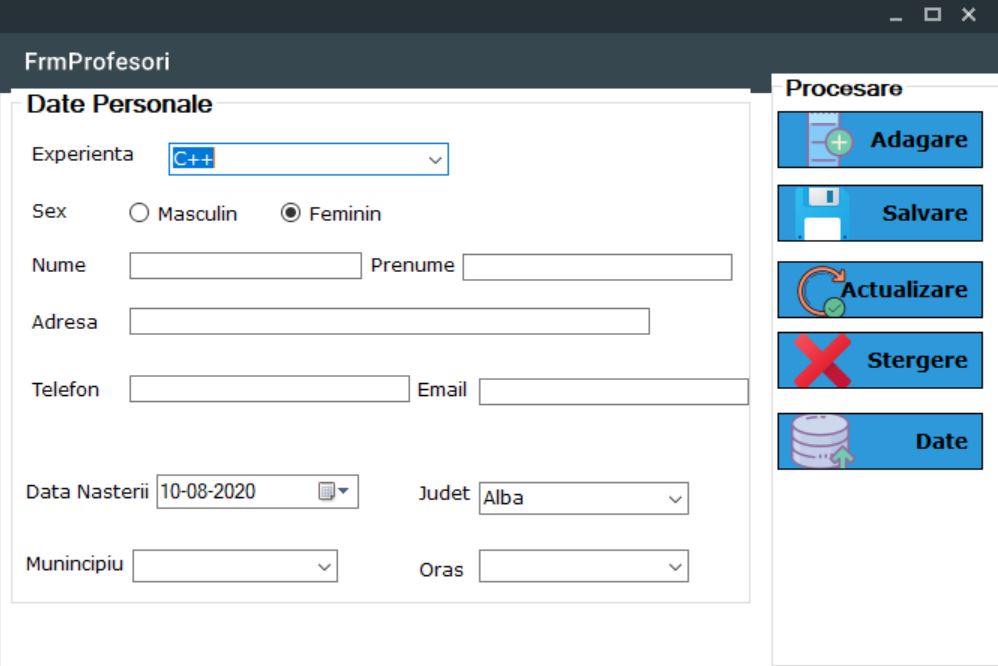 FrmProfesori
Date Personale
Experienta C++
Sex Masculin Feminin
Nume Prenume
Adresa
Telefon Email
Data Nasterii 10-08-2020 Judet Alba
Munincipiu Oras
Procesare
Adagare
Salvare
Actualizare
Stergere
Date